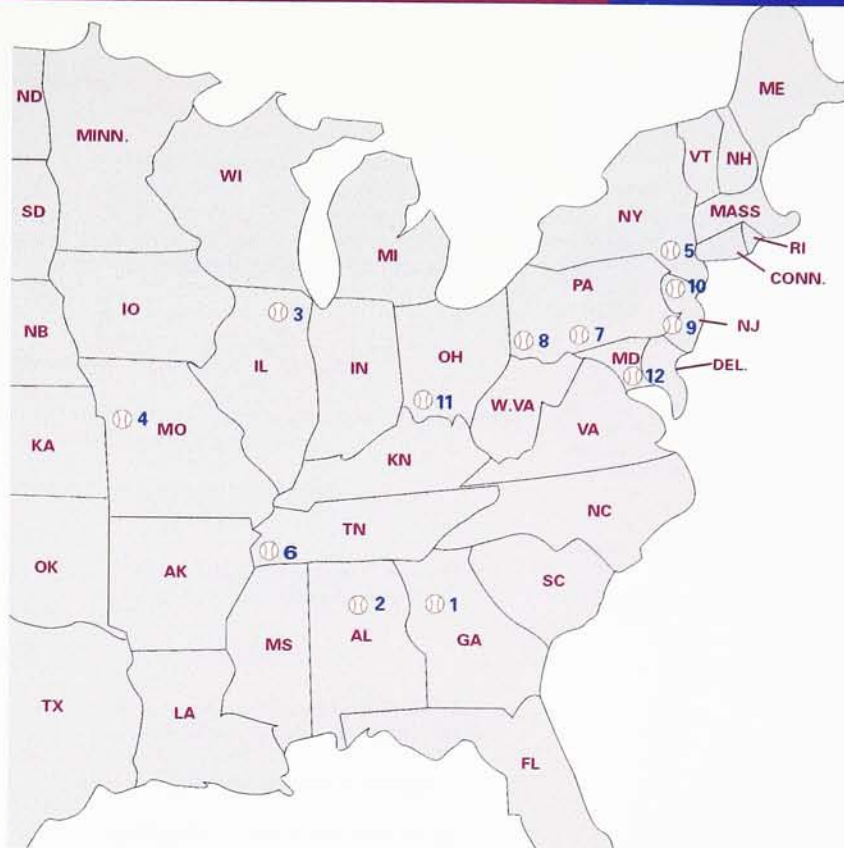 ME
ND
MINN.
VT
NH
WI
SD
NY
MASS
5
RI
MI
CONN.
PA
10
IO
3
NB
8
7
9
NJ
OH
MD
DEL.
IL
IN
12
11
W.VA
4
MO
VA
KA
KN
NC
TN
6
OK
AK
SC
2
1
AL
GA
MS
TX
LA
FL